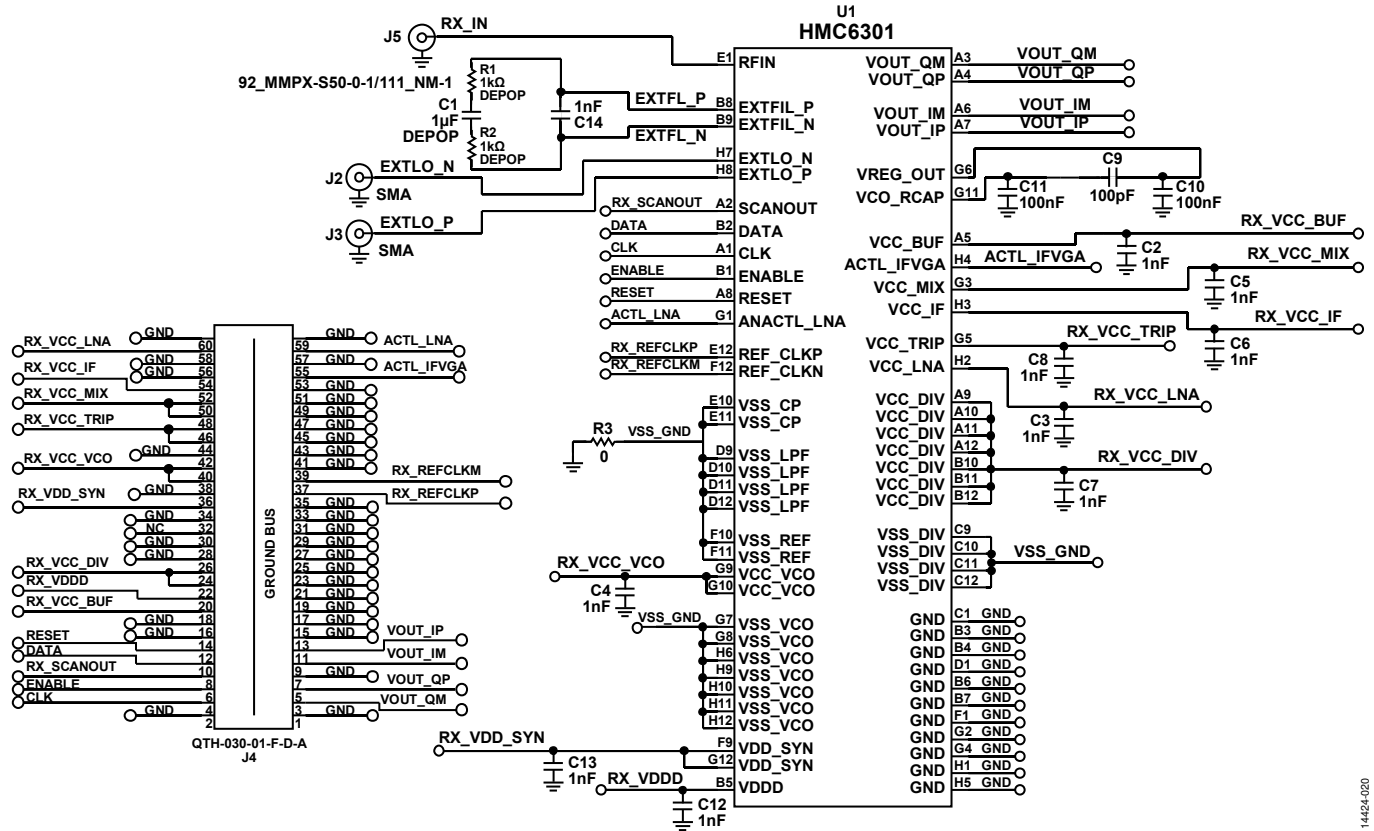 U1
HMC6301
J5
RX_IN
92_MMPX-S50-0-1/111_NM-1
R1
1kΩ
DEPOP
C1
1µF
DEPOP
R2
1kΩ
DEPOP
1nF
C14
EXTFL_P
EXTFL_N
J2
EXTLO_N
SMA
J3
EXTLO_P
SMA
E1 RFIN
B8 EXTFIL_P
B9 EXTFIL_N
H7 EXTLO_N
H8 EXTLO_P
RX_SCANOUT A2 SCANOUT
DATA B2 DATA
CLK A1 CLK
ENABLE B1 ENABLE
RESET A8 RESET
ACTL_LNA G1 ANACTL_LNA
RX_REFCLKP E12 REF_CLKP
RX_REFCLKM F12 REF_CLKN
E10 VSS_CP
E11 VSS_CP
R3
0
VSS_GND
D9 VSS_LPF
D10 VSS_LPF
D11 VSS_LPF
D12 VSS_LPF
F10 VSS_REF
F11 VSS_REF
RX_VCC_VCO
G9 VCC_VCO
G10 VCC_VCO
C4
1nF
VSS_GND
G7 VSS_VCO
G8 VSS_VCO
H6 VSS_VCO
H9 VSS_VCO
H10 VSS_VCO
H11 VSS_VCO
H12 VSS_VCO
RX_VDD_SYN
F9 VDD_SYN
G12 VDD_SYN
C13
1nF
RX_VDDD
B5 VDDD
C12
1nF
VOUT_QM A3 VOUT_QM
VOUT_QP A4 VOUT_QP
VOUT_IM A6 VOUT_IM
VOUT_IP A7 VOUT_IP
VREG_OUT G6
VCO_RCAP G11
C11
100nF
C9
100pF
C10
100nF
VCC_BUF A5
RX_VCC_BUF
C2
1nF
ACTL_IFVGA H4 ACTL_IFVGA
VCC_MIX G3
RX_VCC_MIX
C5
1nF
VCC_IF H3
RX_VCC_IF
C6
1nF
VCC_TRIP G5
RX_VCC_TRIP
C8
1nF
VCC_LNA H2
RX_VCC_LNA
C3
1nF
VCC_DIV A9
VCC_DIV A10
VCC_DIV A11
VCC_DIV A12
VCC_DIV B10
VCC_DIV B11
VCC_DIV B12
RX_VCC_DIV
C7
1nF
VSS_DIV C9
VSS_DIV C10
VSS_DIV C11
VSS_DIV C12
VSS_GND
GND C1 GND
GND B3 GND
GND B4 GND
GND D1 GND
GND B6 GND
GND B7 GND
GND F1 GND
GND G2 GND
GND G4 GND
GND H1 GND
GND H5 GND
GND 60
RX_VCC_LNA 58
GND 56
GND
RX_VCC_IF 54
RX_VCC_MIX 52
50
RX_VCC_TRIP 48
46
GND 44
RX_VCC_VCO 42
40
GND 38
RX_VDD_SYN 36
GND 34
NC 32
GND 30
GND 28
RX_VCC_DIV 26
24
RX_VDDD 22
RX_VCC_BUF 20
GND 18
GND 16
RESET 14
DATA 12
RX_SCANOUT 10
ENABLE 8
CLK 6
GND 4
2
GROUND BUS
GND
59 ACTL_LNA
57 GND
55 ACTL_IFVGA
53 GND
51 GND
49 GND
47 GND
45 GND
43 GND
41 GND
39 RX_REFCLKM
37 RX_REFCLKP
35 GND
33 GND
31 GND
29 GND
27 GND
25 GND
23 GND
21 GND
19 GND
17 GND
15 GND
13 VOUT_IP
11 VOUT_IM
9 GND
7 VOUT_QP
5 VOUT_QM
3 GND
1
QTH-030-01-F-D-A
J4
14424-020